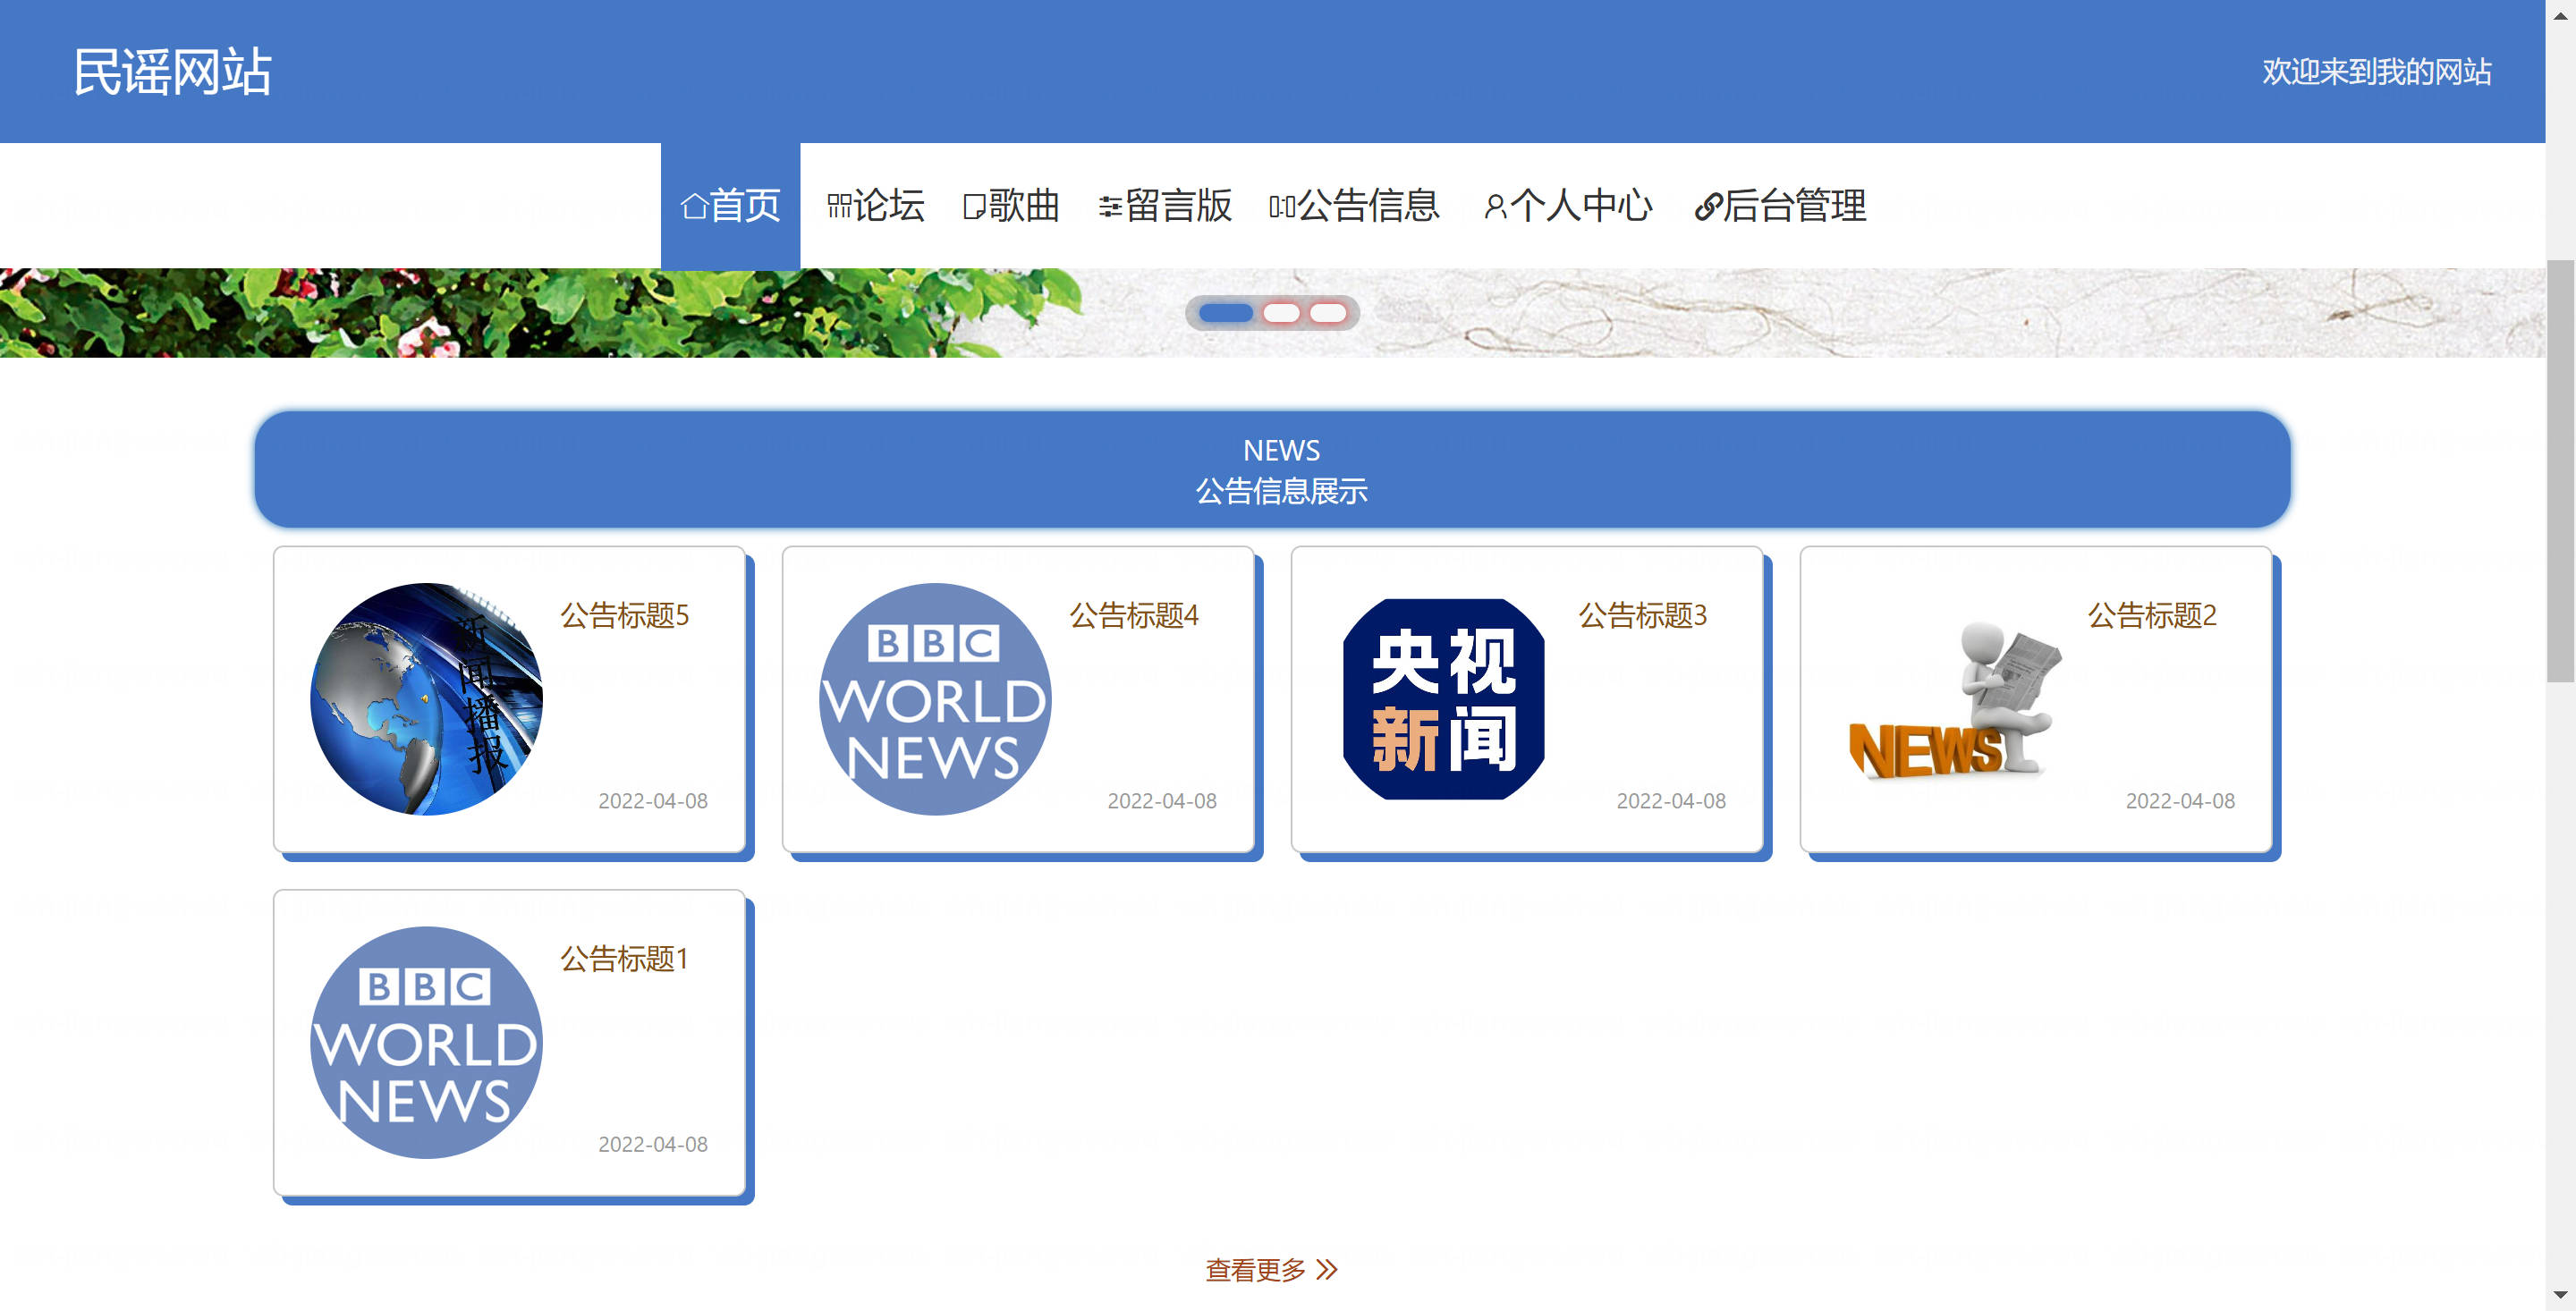 民谣网站
欢迎来到我的网站
首页 论坛 歌曲 留言版 公告信息 个人中心 后台管理
NEWS
公告信息展示
新闻播报
公告标题5
2022-04-08
BBC
WORLD
NEWS
公告标题4
2022-04-08
央视
新闻
公告标题3
2022-04-08
NEWS
公告标题2
2022-04-08
BBC
WORLD
NEWS
公告标题1
2022-04-08
查看更多